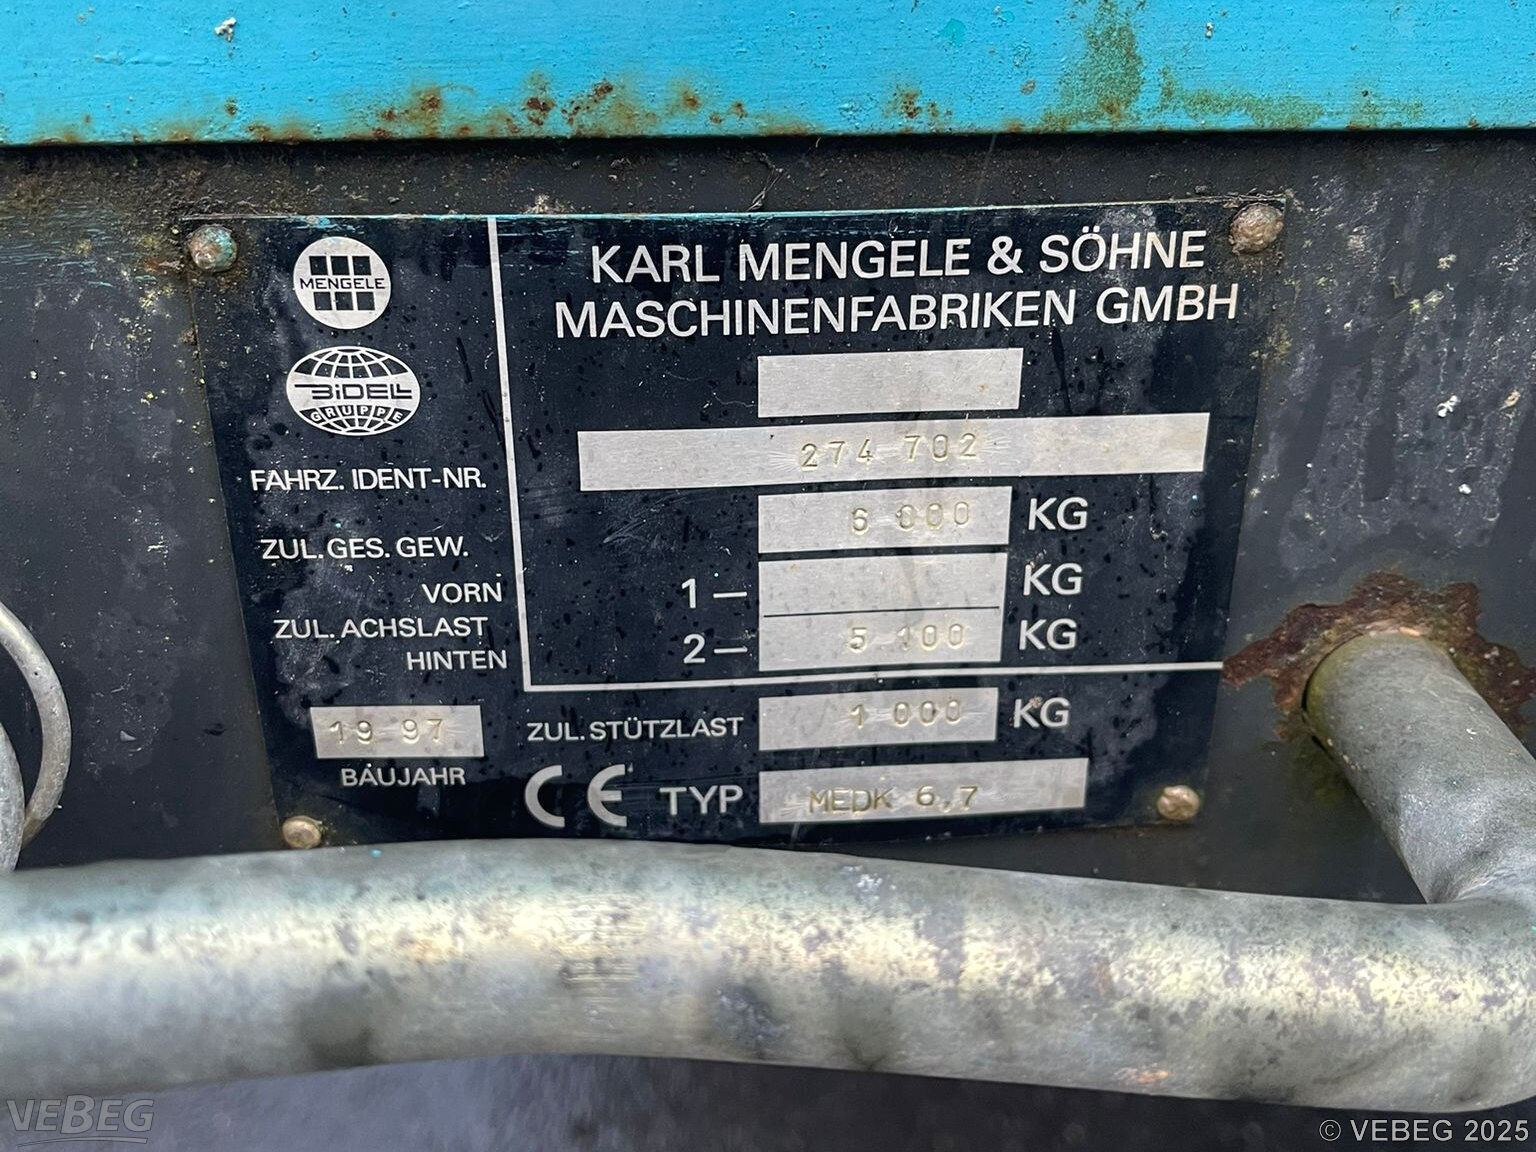 MENGELE
BIDELL
GRUPPE
KARL MENGELE & SÖHNE
MASCHINENFABRIKEN GMBH
FAHRZ. IDENT-NR. 274 702
ZUL.GES. GEW. 6 000 KG
VORN 1— KG
ZUL. ACHSLAST
HINTEN 2— 5 100 KG
1997
BAUJAHR
ZUL. STÜTZLAST 1 000 KG
CE TYP MEDK 6,7
VEBEG
© VEBEG 2025